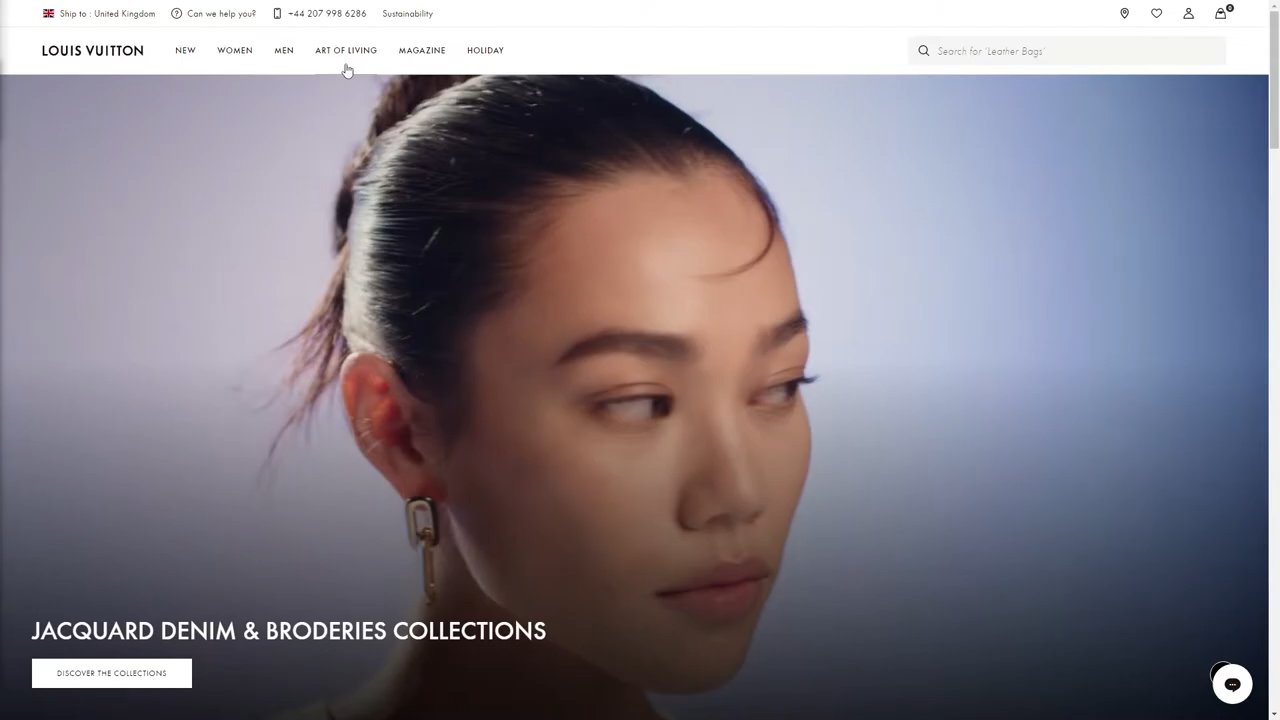 Ship to : United Kingdom
Can we help you?
+44 207 998 6286
Sustainability
0
LOUIS VUITTON
NEW
WOMEN
MEN
ART OF LIVING
MAGAZINE
HOLIDAY
Search for 'Leather Bags'
JACQUARD DENIM & BRODERIES COLLECTIONS
DISCOVER THE COLLECTIONS